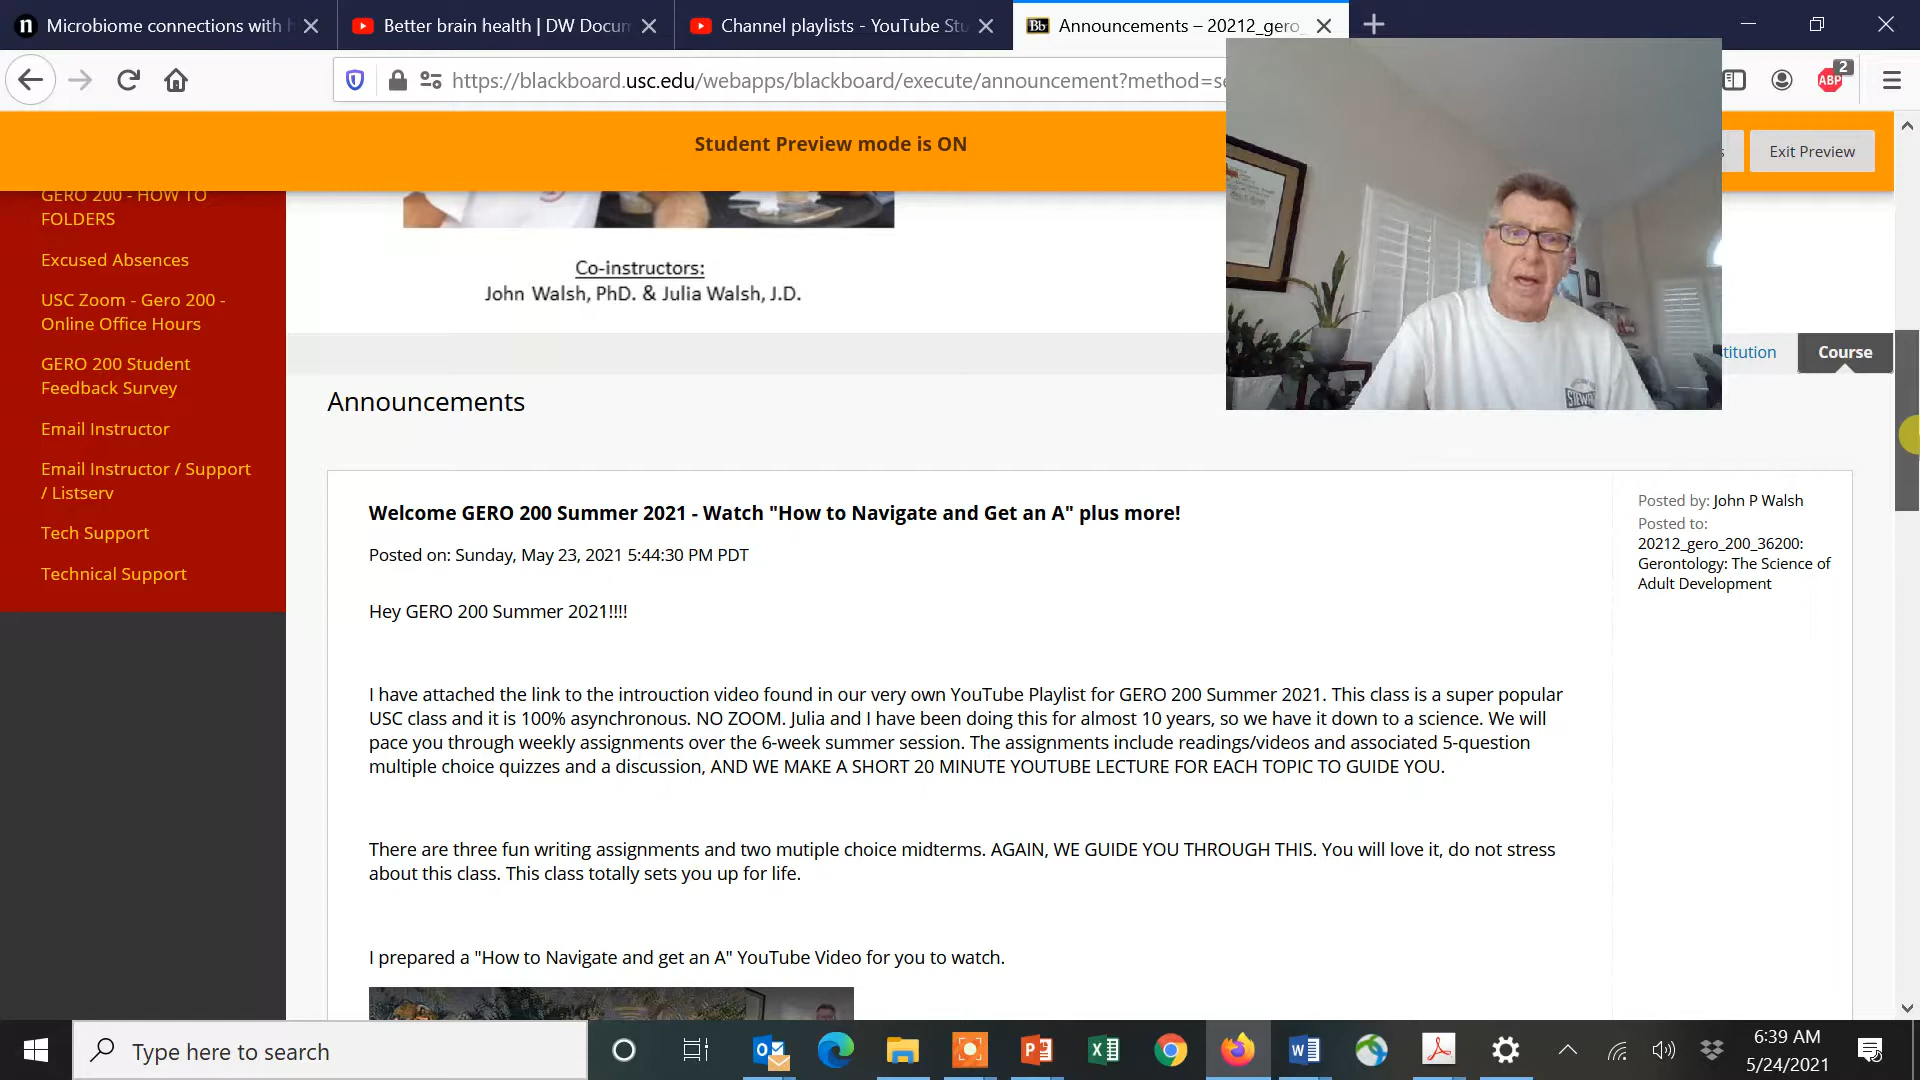 Microbiome connections with h
Better brain health | DW Docum
Channel playlists - YouTube Stu
Bb Announcements – 20212_gero_
https://blackboard.usc.edu/webapps/blackboard/execute/announcement?method=se
ABP 2
Student Preview mode is ON
s
Exit Preview
GERO 200 - HOW TO
FOLDERS
Excused Absences
USC Zoom - Gero 200 -
Online Office Hours
GERO 200 Student
Feedback Survey
Email Instructor
Email Instructor / Support
/ Listserv
Tech Support
Technical Support
Co-instructors:
John Walsh, PhD. & Julia Walsh, J.D.
stitution
Course
Announcements
Welcome GERO 200 Summer 2021 - Watch "How to Navigate and Get an A" plus more!
Posted on: Sunday, May 23, 2021 5:44:30 PM PDT
Hey GERO 200 Summer 2021!!!!
I have attached the link to the introuction video found in our very own YouTube Playlist for GERO 200 Summer 2021. This class is a super popular
USC class and it is 100% asynchronous. NO ZOOM. Julia and I have been doing this for almost 10 years, so we have it down to a science. We will
pace you through weekly assignments over the 6-week summer session. The assignments include readings/videos and associated 5-question
multiple choice quizzes and a discussion, AND WE MAKE A SHORT 20 MINUTE YOUTUBE LECTURE FOR EACH TOPIC TO GUIDE YOU.
There are three fun writing assignments and two mutiple choice midterms. AGAIN, WE GUIDE YOU THROUGH THIS. You will love it, do not stress
about this class. This class totally sets you up for life.
I prepared a "How to Navigate and get an A" YouTube Video for you to watch.
Posted by: John P Walsh
Posted to:
20212_gero_200_36200:
Gerontology: The Science of
Adult Development
Type here to search
6:39 AM
5/24/2021